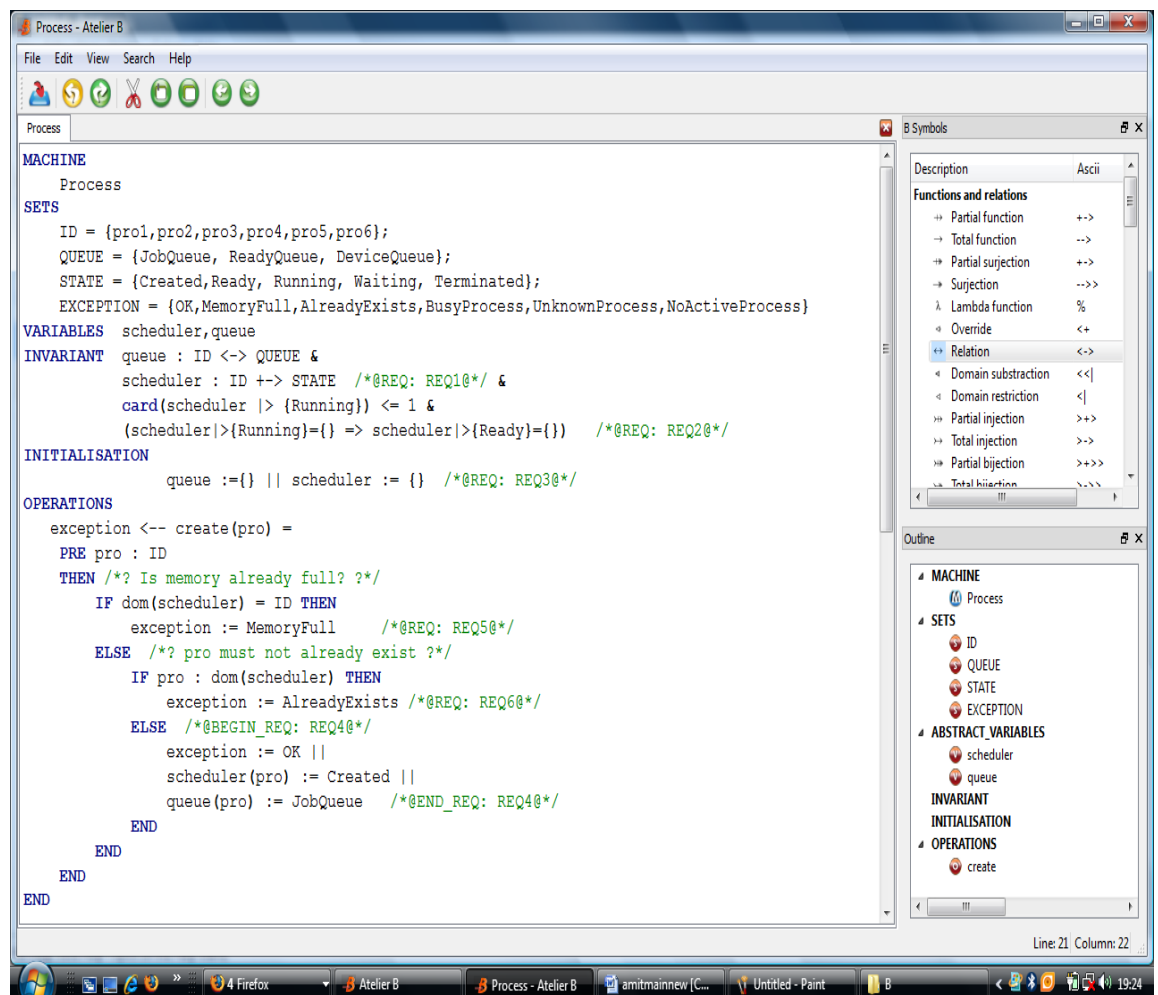 Process - Atelier B
File Edit View Search Help
Process
MACHINE
Process
SETS
ID = {pro1,pro2,pro3,pro4,pro5,pro6};
QUEUE = {JobQueue, ReadyQueue, DeviceQueue};
STATE = {Created,Ready, Running, Waiting, Terminated};
EXCEPTION = {OK,MemoryFull,AlreadyExists,BusyProcess,UnknownProcess,NoActiveProcess}
VARIABLES scheduler,queue
INVARIANT queue : ID <-> QUEUE &
scheduler : ID +-> STATE /*@REQ: REQ1@*/ &
card(scheduler |> {Running}) <= 1 &
(scheduler|>{Running}={} => scheduler|>{Ready}={}) /*@REQ: REQ2@*/
INITIALISATION
queue :={} || scheduler := {} /*@REQ: REQ3@*/
OPERATIONS
exception <-- create(pro) =
PRE pro : ID
THEN /*? Is memory already full? ?*/
IF dom(scheduler) = ID THEN
exception := MemoryFull /*@REQ: REQ5@*/
ELSE /*? pro must not already exist ?*/
IF pro : dom(scheduler) THEN
exception := AlreadyExists /*@REQ: REQ6@*/
ELSE /*@BEGIN_REQ: REQ4@*/
exception := OK ||
scheduler(pro) := Created ||
queue(pro) := JobQueue /*@END_REQ: REQ4@*/
END
END
END
END
B Symbols
Description Ascii
Functions and relations
⇸ Partial function +->
→ Total function -->
⤀ Partial surjection +->
↠ Surjection -->>
λ Lambda function %
Override <+
↔ Relation <->
Domain substraction <<|
Domain restriction <|
⤔ Partial injection >+>
↣ Total injection >->
Partial bijection >+>>
Total bijection >->>
Outline
MACHINE
Process
SETS
ID
QUEUE
STATE
EXCEPTION
ABSTRACT_VARIABLES
scheduler
queue
INVARIANT
INITIALISATION
OPERATIONS
create
Line: 21 Column: 22
4 Firefox
Atelier B
Process - Atelier B
amitmainnew [C...
Untitled - Paint
B
19:24